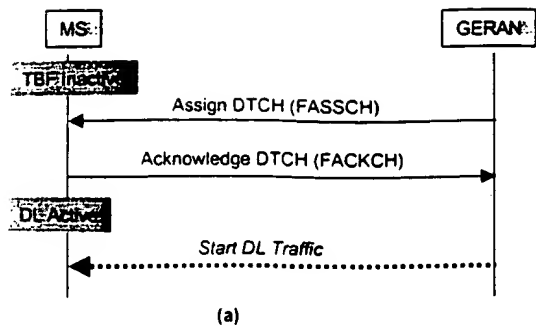 MS
GERAN
TBF Inactive
Assign DTCH (FASSCH)
Acknowledge DTCH (FACKCH)
DL Active
Start DL Traffic
(a)